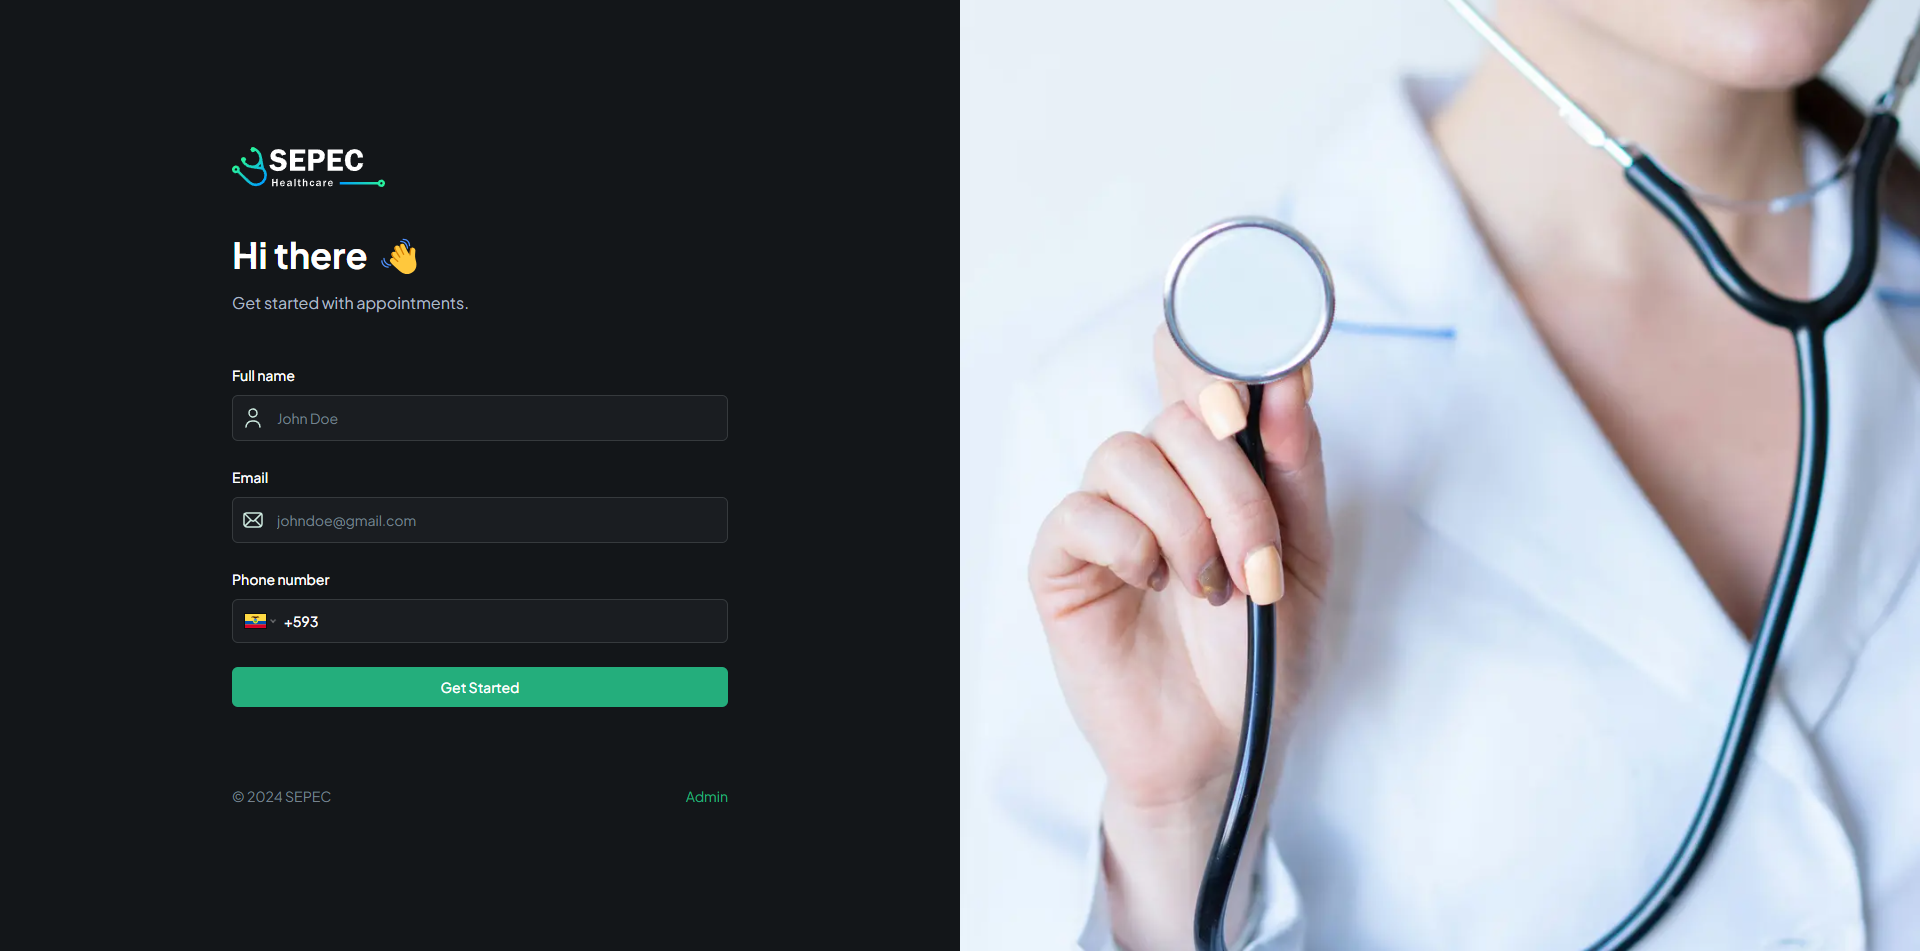 SEPEC
Healthcare
Hi there 👋
Get started with appointments.
Full name
John Doe
Email
johndoe@gmail.com
Phone number
+593
Get Started
© 2024 SEPEC
Admin